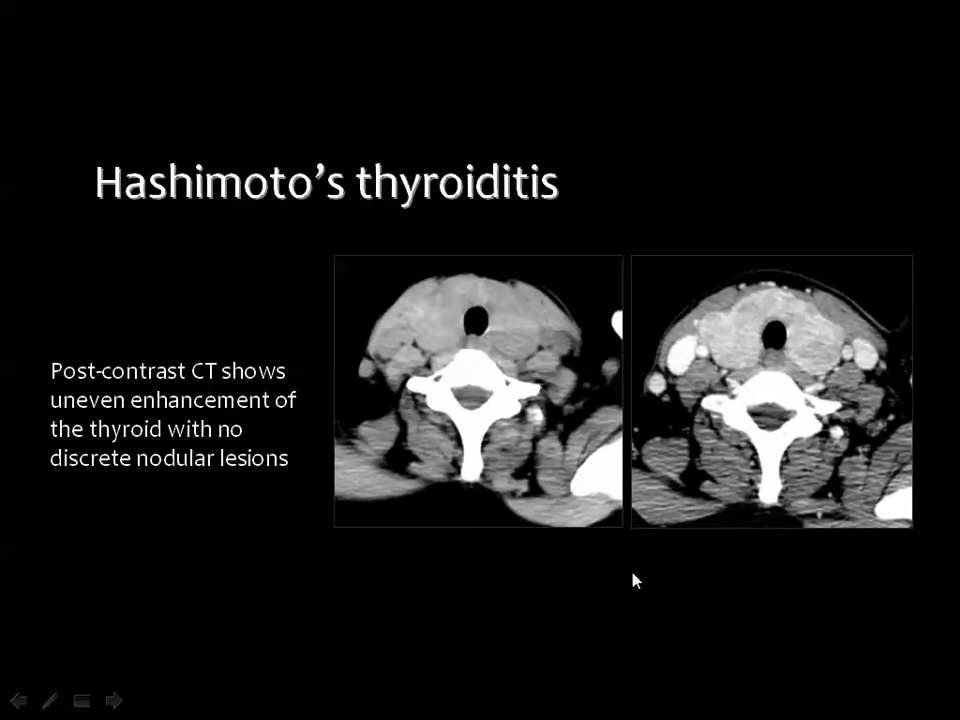 Hashimoto’s thyroiditis
Post-contrast CT shows
uneven enhancement of
the thyroid with no
discrete nodular lesions